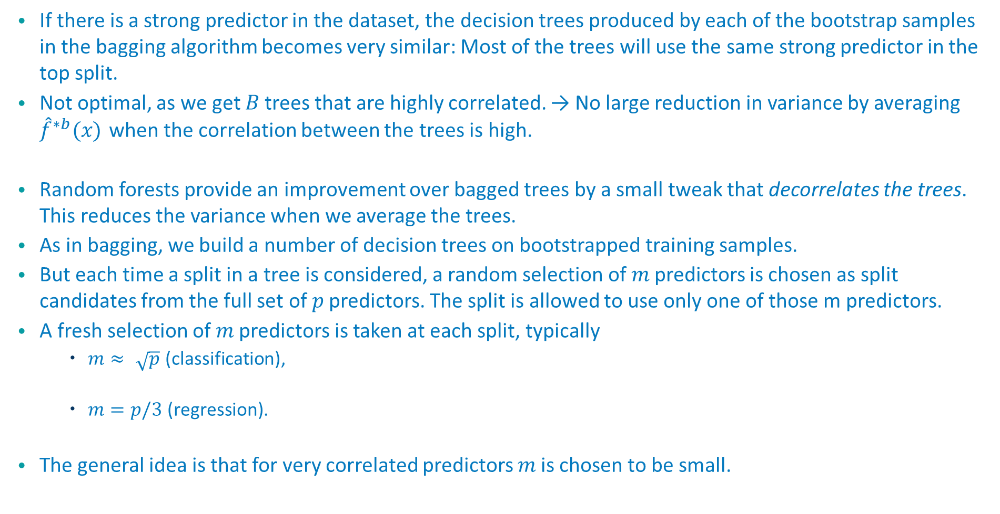 • If there is a strong predictor in the dataset, the decision trees produced by each of the bootstrap samples
in the bagging algorithm becomes very similar: Most of the trees will use the same strong predictor in the
top split.
• Not optimal, as we get B trees that are highly correlated. → No large reduction in variance by averaging
f̂*ᵇ(x) when the correlation between the trees is high.
• Random forests provide an improvement over bagged trees by a small tweak that decorrelates the trees.
This reduces the variance when we average the trees.
• As in bagging, we build a number of decision trees on bootstrapped training samples.
• But each time a split in a tree is considered, a random selection of m predictors is chosen as split
candidates from the full set of p predictors. The split is allowed to use only one of those m predictors.
• A fresh selection of m predictors is taken at each split, typically
• m ≈ √p (classification),
• m = p/3 (regression).
• The general idea is that for very correlated predictors m is chosen to be small.